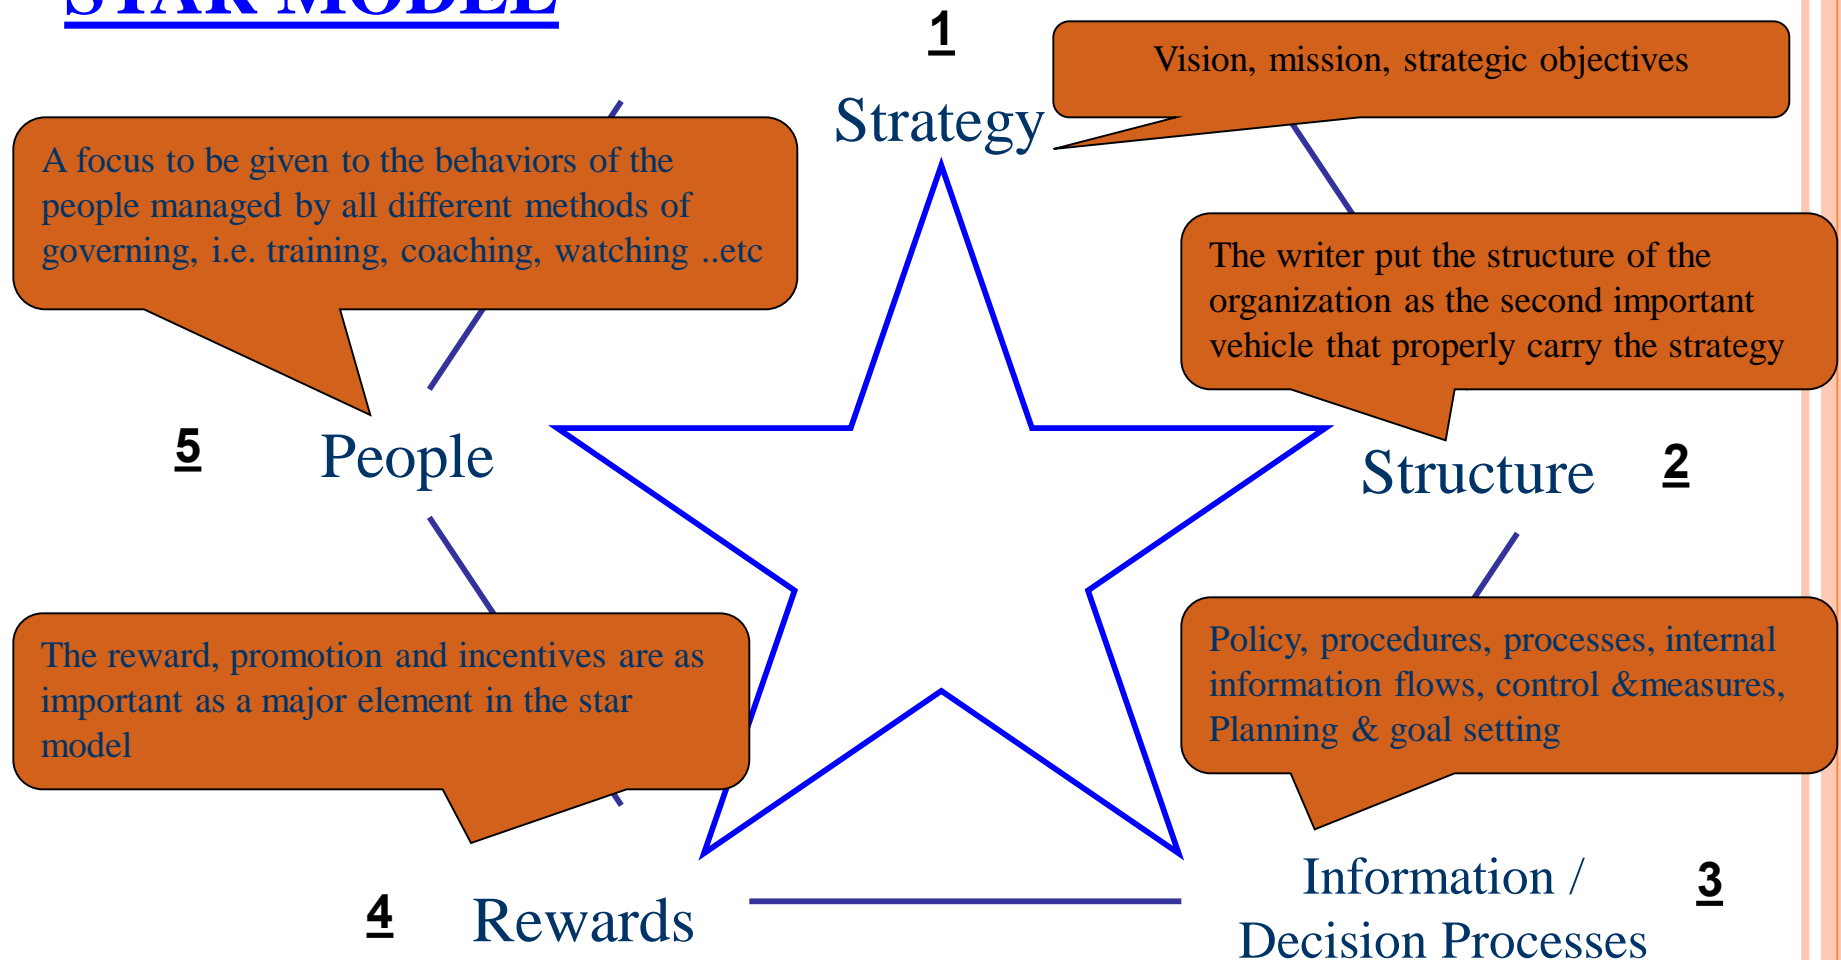 STAR MODEL
1
Strategy
Vision, mission, strategic objectives
A focus to be given to the behaviors of the
people managed by all different methods of
governing, i.e. training, coaching, watching ..etc
The writer put the structure of the
organization as the second important
vehicle that properly carry the strategy
5
People
Structure
2
The reward, promotion and incentives are as
important as a major element in the star
model
Policy, procedures, processes, internal
information flows, control &measures,
Planning & goal setting
4
Rewards
Information /
Decision Processes
3